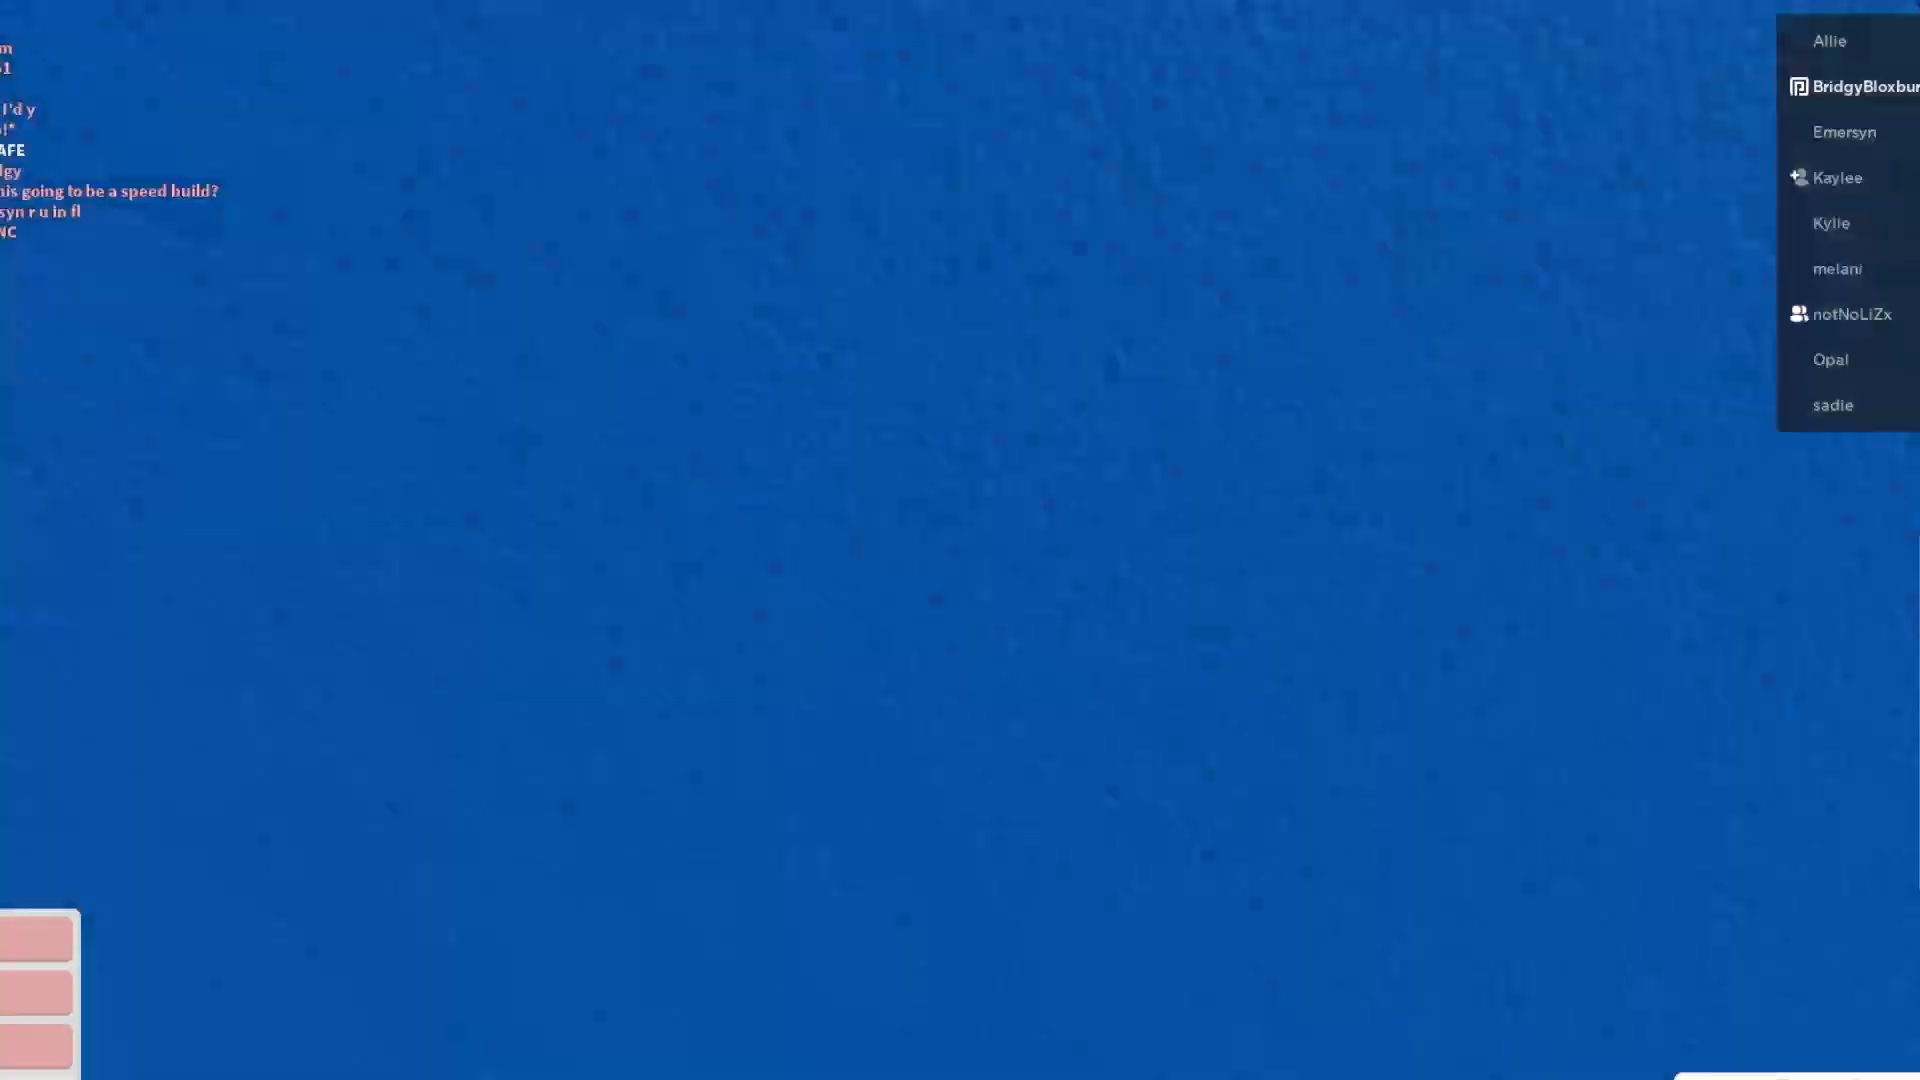 m
1
I'd y
!*
AFE
lgy
his going to be a speed build?
syn r u in fl
NC
Allie
BridgyBloxbur
Emersyn
Kaylee
Kylie
melani
notNoLiZx
Opal
sadie